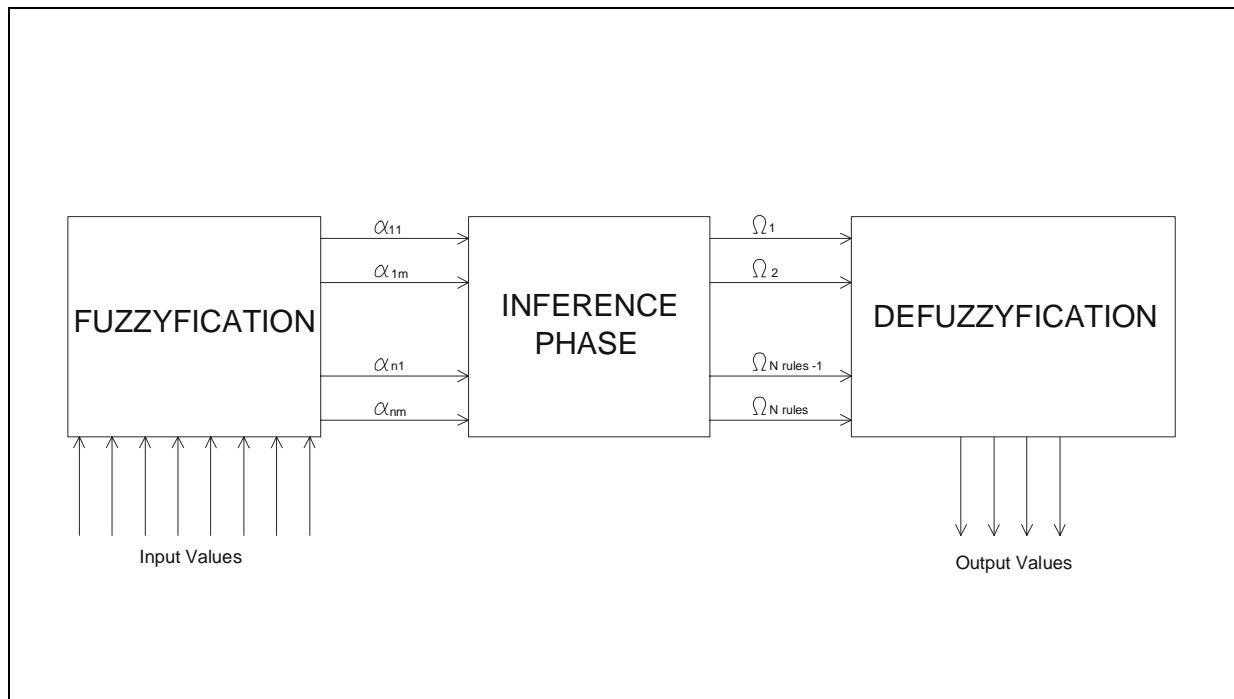 FUZZYFICATION
α11
α1m
αn1
αnm
INFERENCE
PHASE
Ω1
Ω2
ΩN rules -1
ΩN rules
DEFUZZYFICATION
Input Values
Output Values